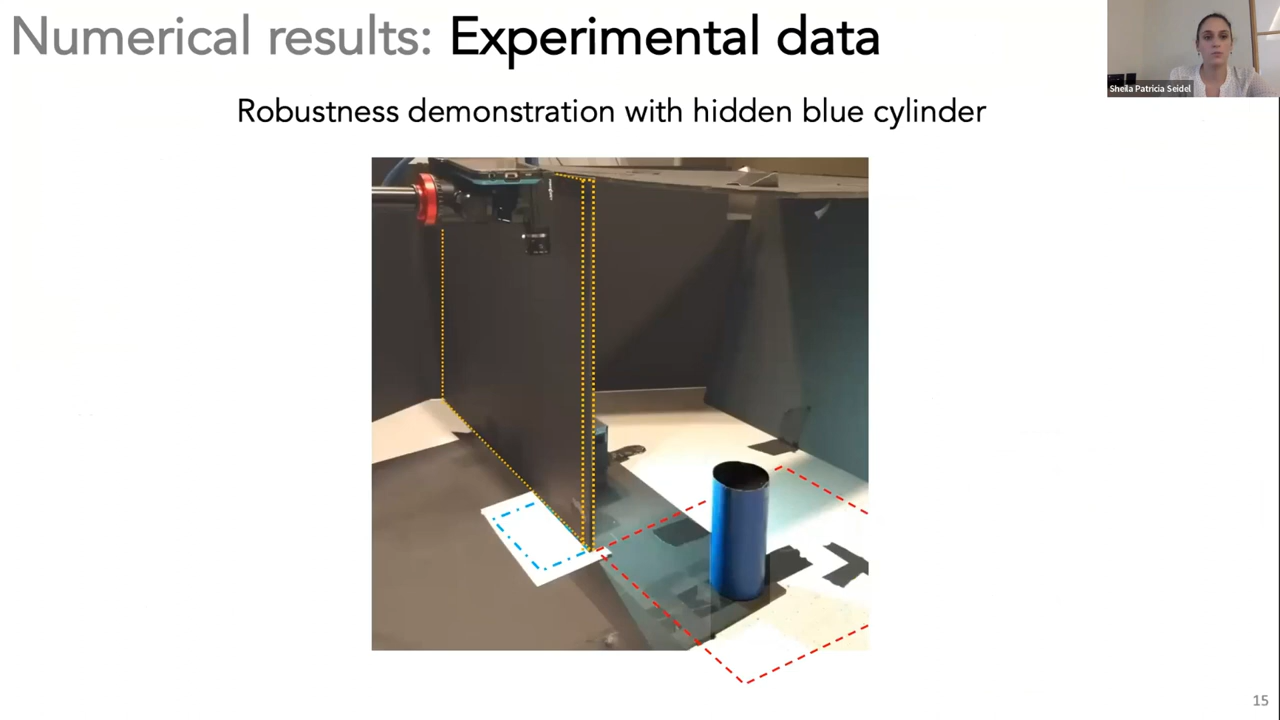 Numerical results: Experimental data
Sheila Patricia Seidel
Robustness demonstration with hidden blue cylinder
15